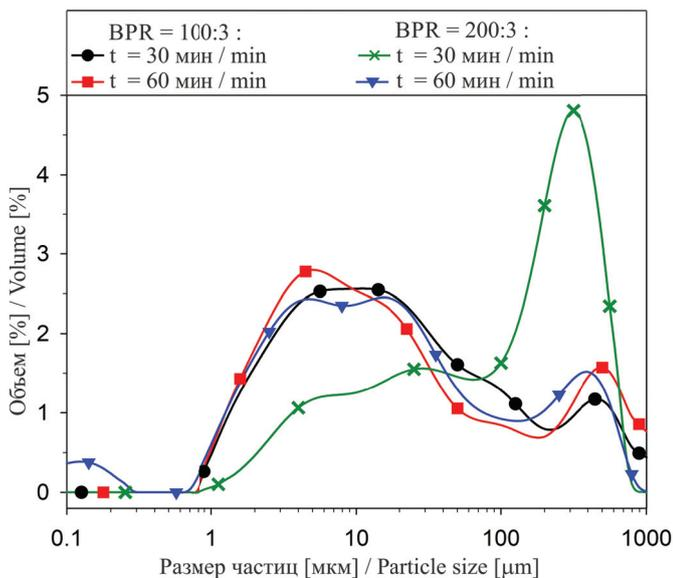 BPR = 100:3 : BPR = 200:3 :
t = 30 мин / min t = 30 мин / min
t = 60 мин / min t = 60 мин / min
5
4
3
2
1
0
Объем [%] / Volume [%]
0.1 1 10 100 1000
Размер частиц [мкм] / Particle size [μm]